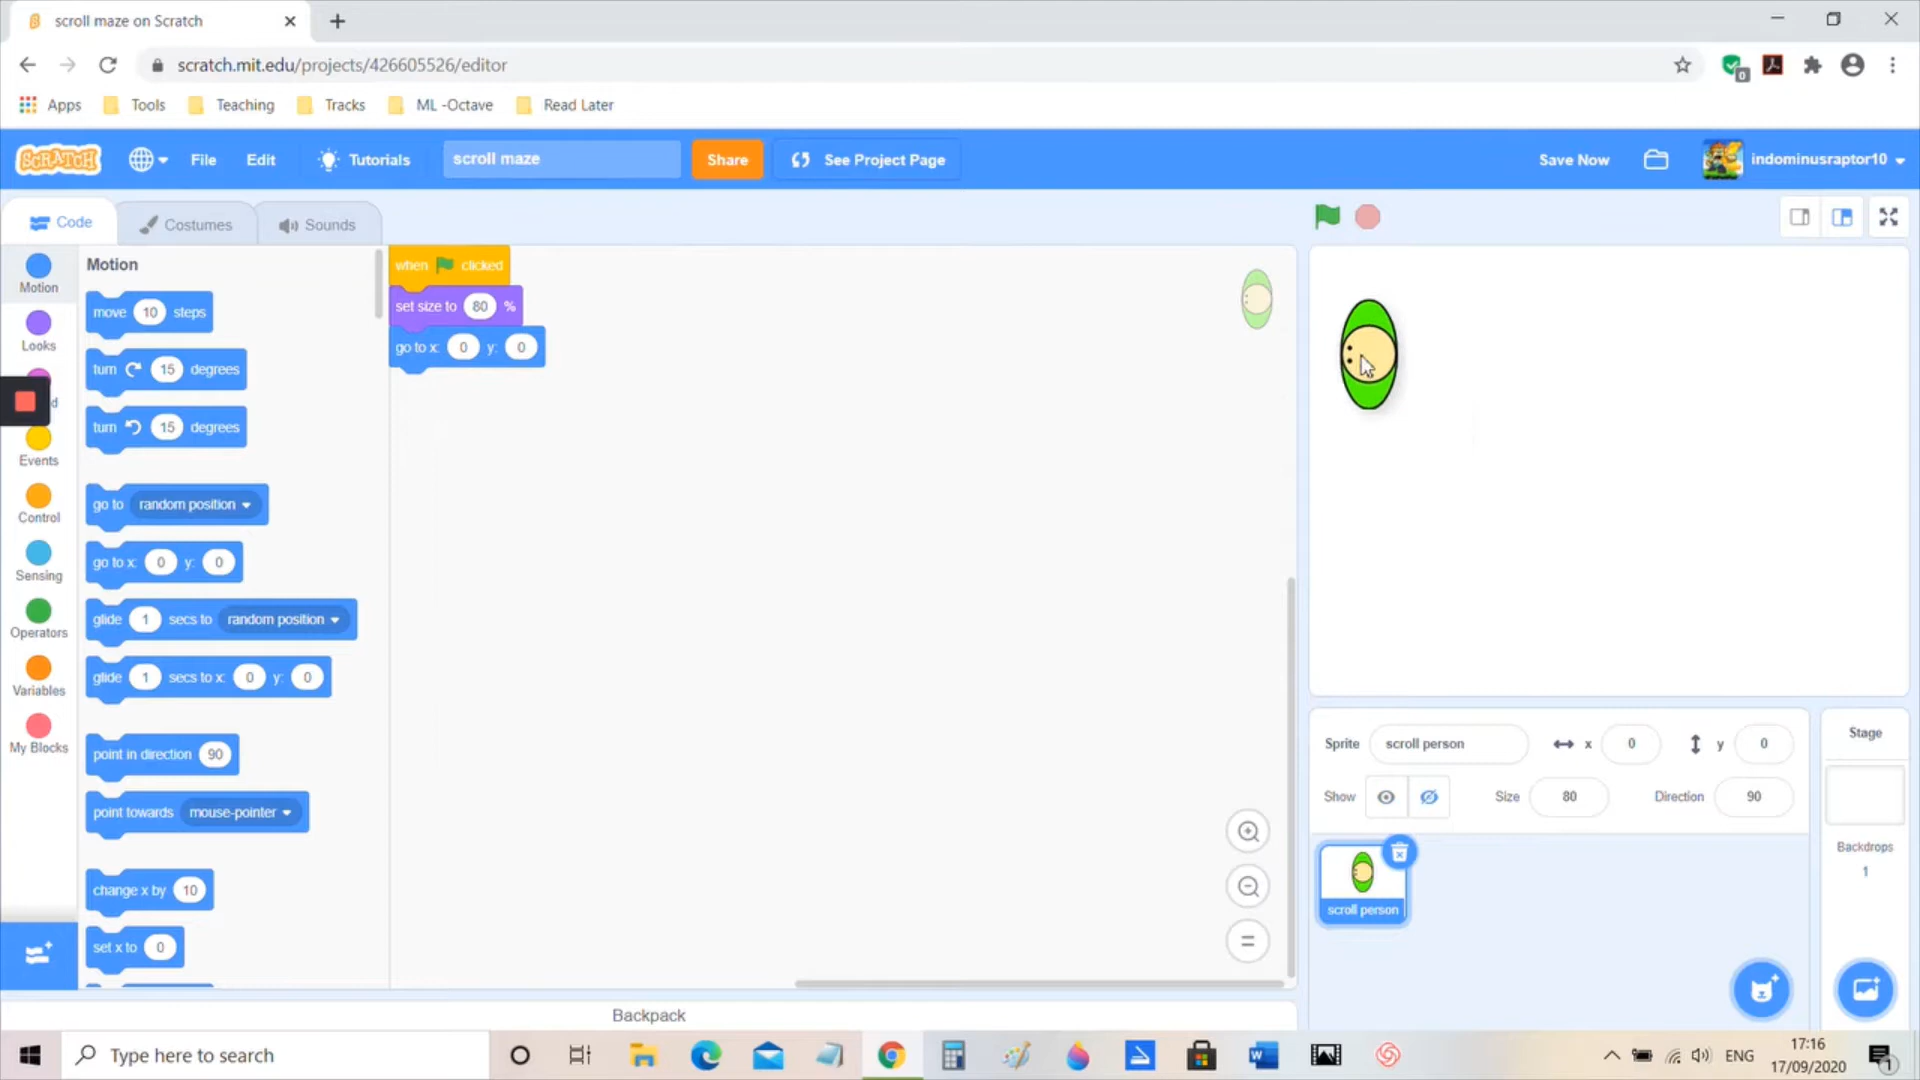 scroll maze on Scratch
scratch.mit.edu/projects/426605526/editor
0
Apps Tools Teaching Tracks ML -Octave Read Later
SCRATCH File Edit Tutorials scroll maze Share See Project Page Save Now indominusraptor10
Code Costumes Sounds
Motion
Looks
d
Events
Control
Sensing
Operators
Variables
My Blocks
Motion
move 10 steps
turn 15 degrees
turn 15 degrees
go to random position
go to x: 0 y: 0
glide 1 secs to random position
glide 1 secs to x: 0 y: 0
point in direction 90
point towards mouse-pointer
change x by 10
set x to 0
when clicked
set size to 80 %
go to x: 0 y: 0
Sprite scroll person x 0 y 0
Show Size 80 Direction 90
scroll person
Stage
Backdrops
1
Backpack
Type here to search
ENG
17:16
17/09/2020
1